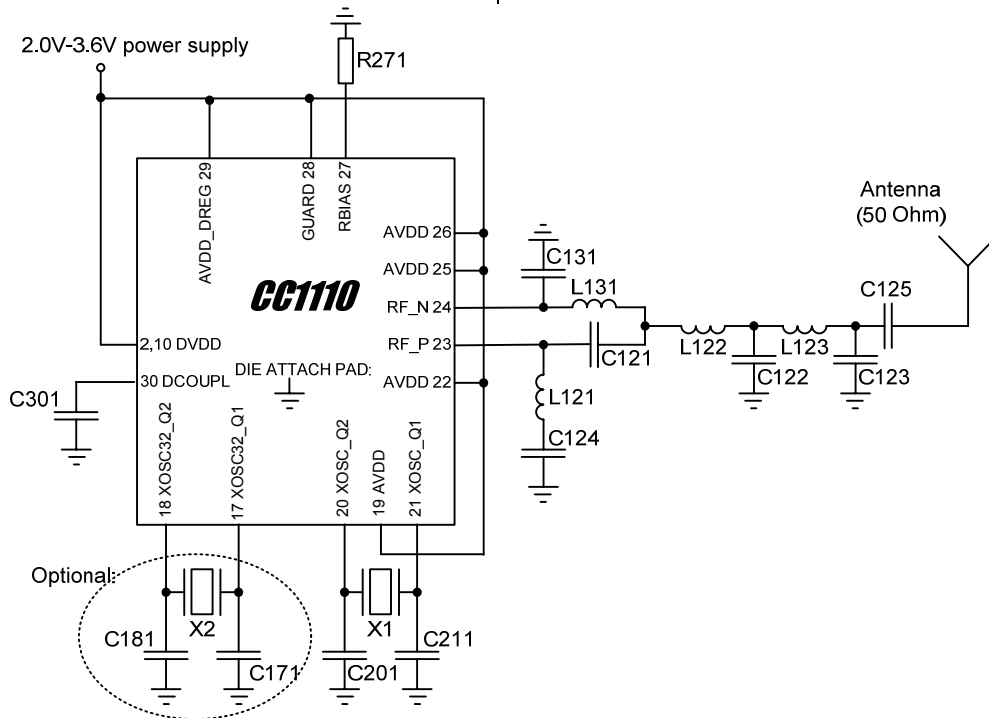 2.0V-3.6V power supply
R271
AVDD_DREG 29
GUARD 28
RBIAS 27
Antenna
(50 Ohm)
AVDD 26
AVDD 25
C131
L131
C125
CC1110
RF_N 24
RF_P 23
C121
L122
L123
2,10 DVDD
C122
C123
DIE ATTACH PAD:
AVDD 22
30 DCOUPL
L121
C301
C124
18 XOSC32_Q2
17 XOSC32_Q1
20 XOSC_Q2
19 AVDD
21 XOSC_Q1
Optional:
X2
X1
C181
C171
C201
C211